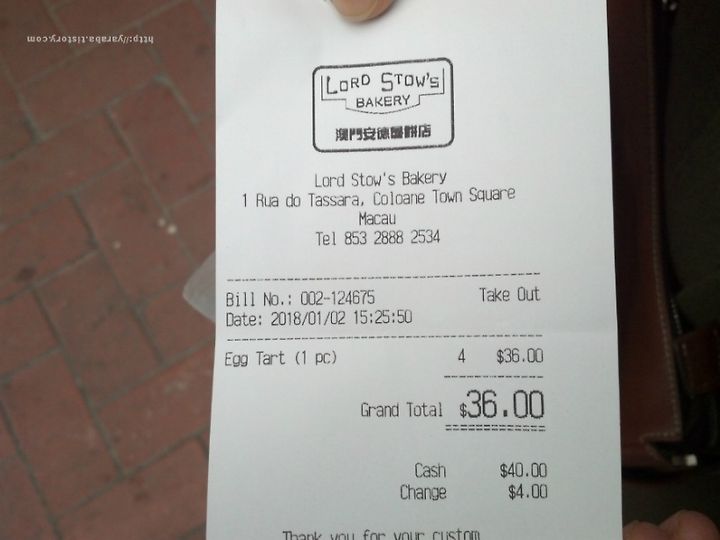 http://yaraba.tistory.com
LORD STOW'S
BAKERY
澳門安德魯餅店
Lord Stow's Bakery
1 Rua do Tassara, Coloane Town Square
Macau
Tel 853 2888 2534
Bill No.: 002-124675 Take Out
Date: 2018/01/02 15:25:50
Egg Tart (1 pc) 4 $36.00
Grand Total $36.00
Cash $40.00
Change $4.00
Thank you for your custom